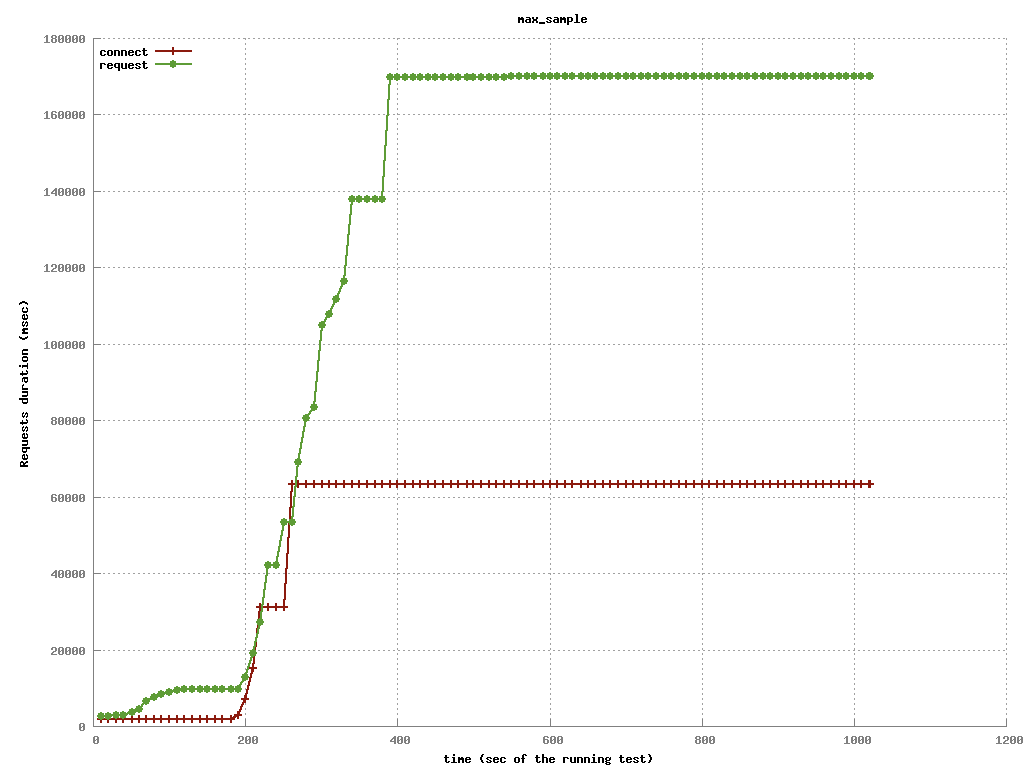 max_sample
180000
connect
request
160000
140000
120000
100000
80000
60000
40000
20000
0
Requests duration (msec)
0 200 400 600 800 1000 1200
time (sec of the running test)